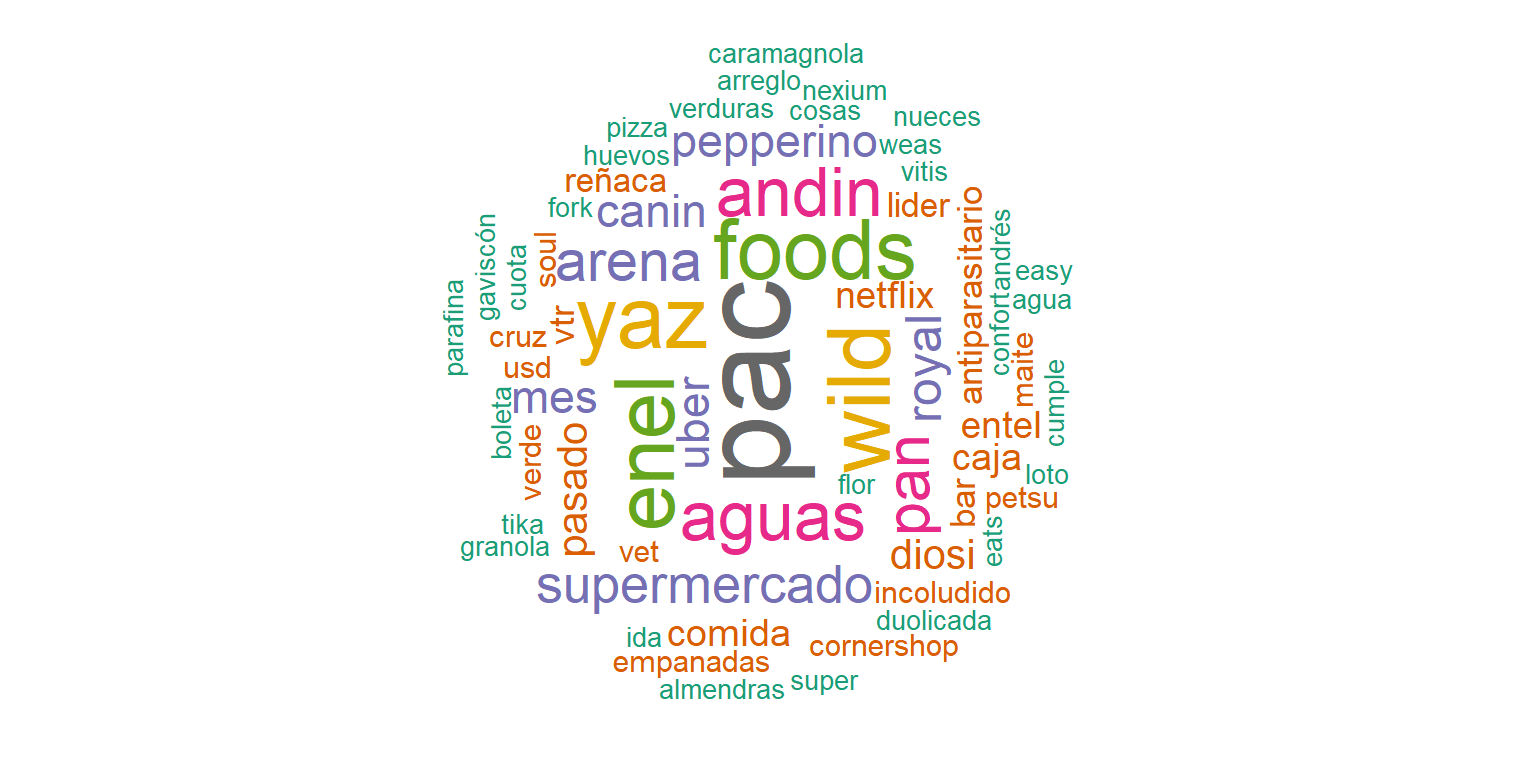 caramagnola
arreglo
nexium
verduras
cosas
nueces
pizza
pepperino
weas
huevos
vitis
reñaca
andin
lider
fork
canin
antiparasitario
confortandrés
gaviscón
cuota
soul
arena
foods
easy
parafina
netflix
agua
yaz
pac
cruz
vtr
wild
royal
maite
usd
mes
enel
uber
cumple
boleta
entel
verde
pasado
pan
caja
flor
loto
bar
petsu
aguas
tika
eats
granola
vet
diosi
supermercado
incoludido
duolicada
ida
comida
cornershop
empanadas
super
almendras